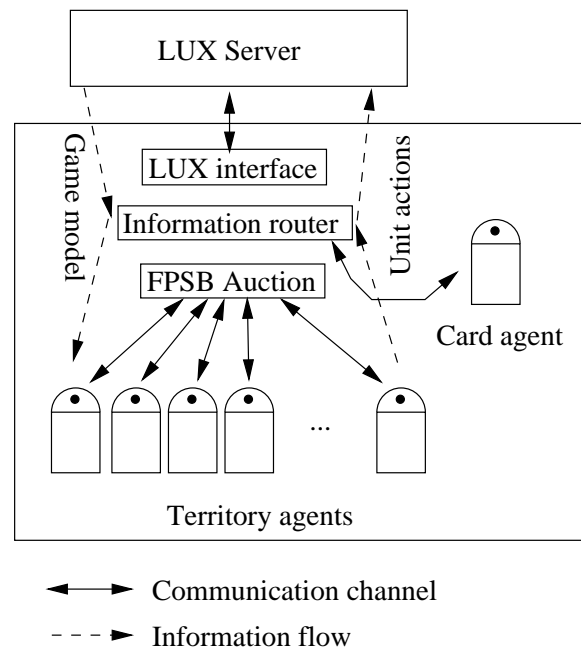 LUX Server
Game model
LUX interface
Information router
Unit actions
FPSB Auction
Card agent
...
Territory agents
Communication channel
Information flow